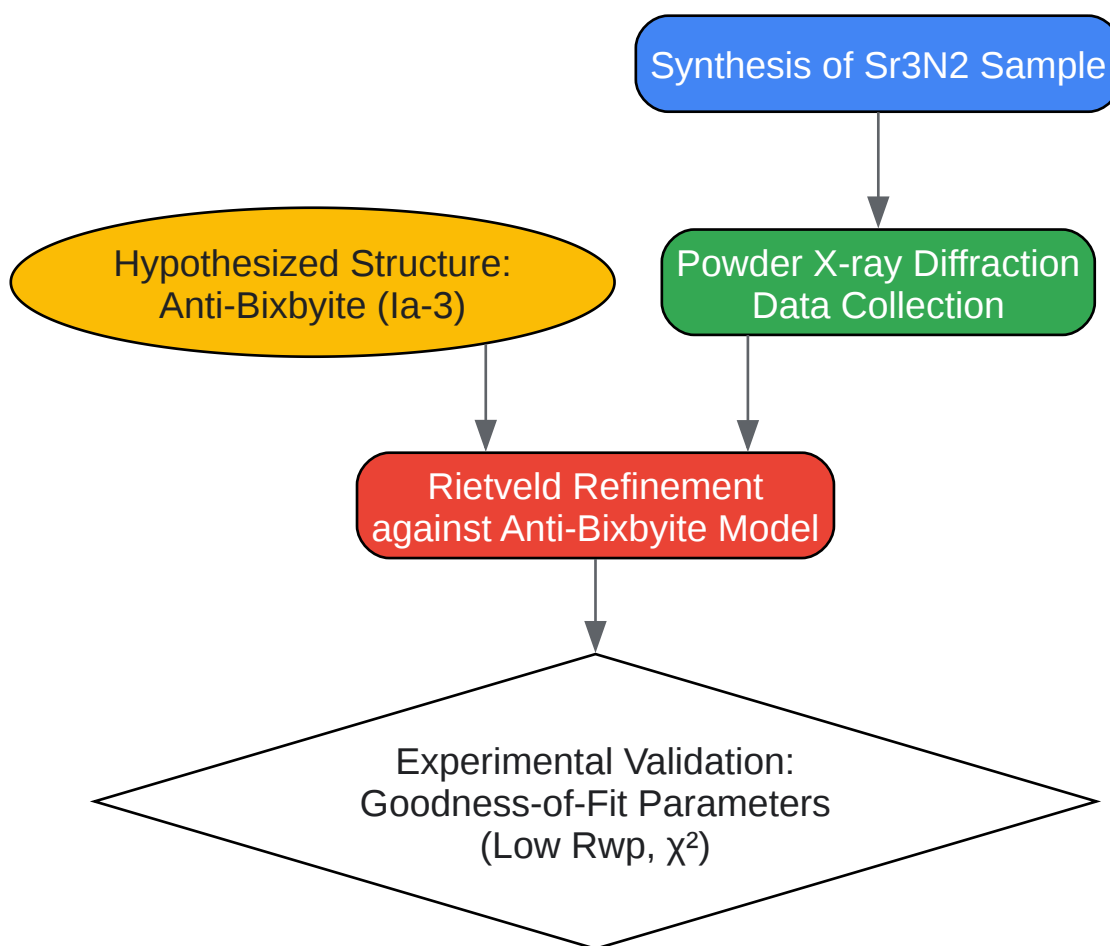 Synthesis of Sr3N2 Sample
Hypothesized Structure:
Anti-Bixbyite (Ia-3)
Powder X-ray Diffraction
Data Collection
Rietveld Refinement
against Anti-Bixbyite Model
Experimental Validation:
Goodness-of-Fit Parameters
(Low Rwp, χ²)